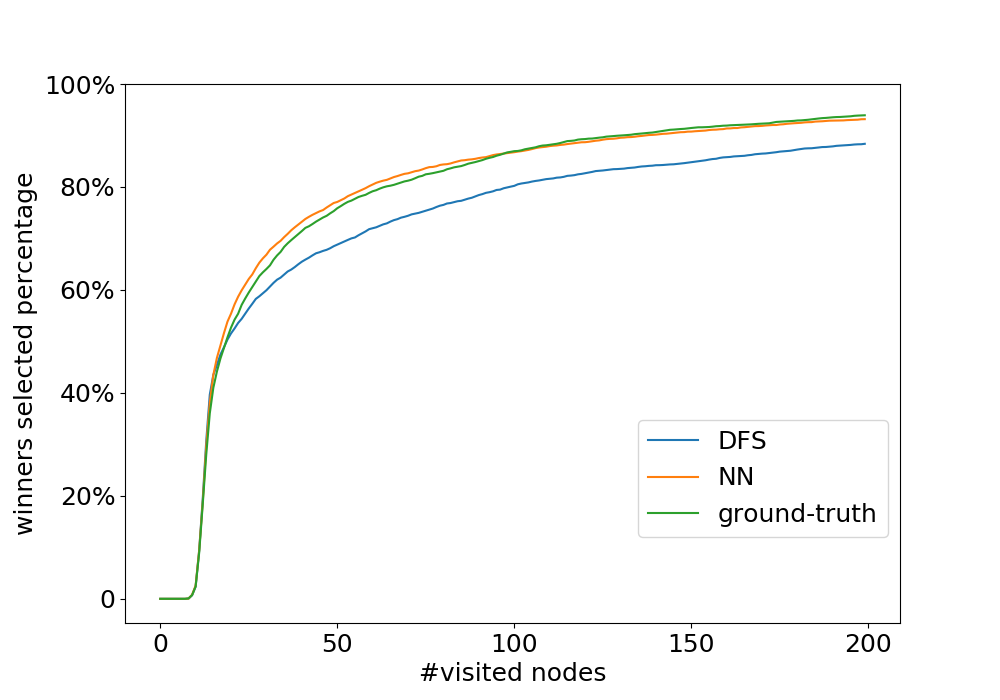 100%
80%
60%
40%
20%
0
winners selected percentage
DFS
NN
ground-truth
0 50 100 150 200
#visited nodes